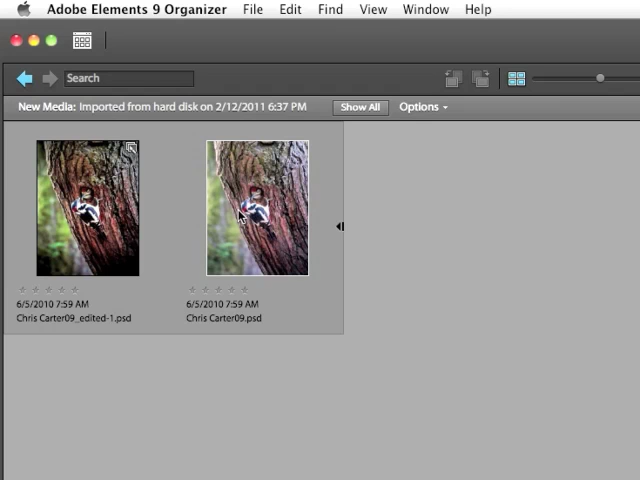 Adobe Elements 9 Organizer File Edit Find View Window Help
Search
New Media: Imported from hard disk on 2/12/2011 6:37 PM Show All Options
6/5/2010 7:59 AM 6/5/2010 7:59 AM
Chris Carter09_edited-1.psd Chris Carter09.psd